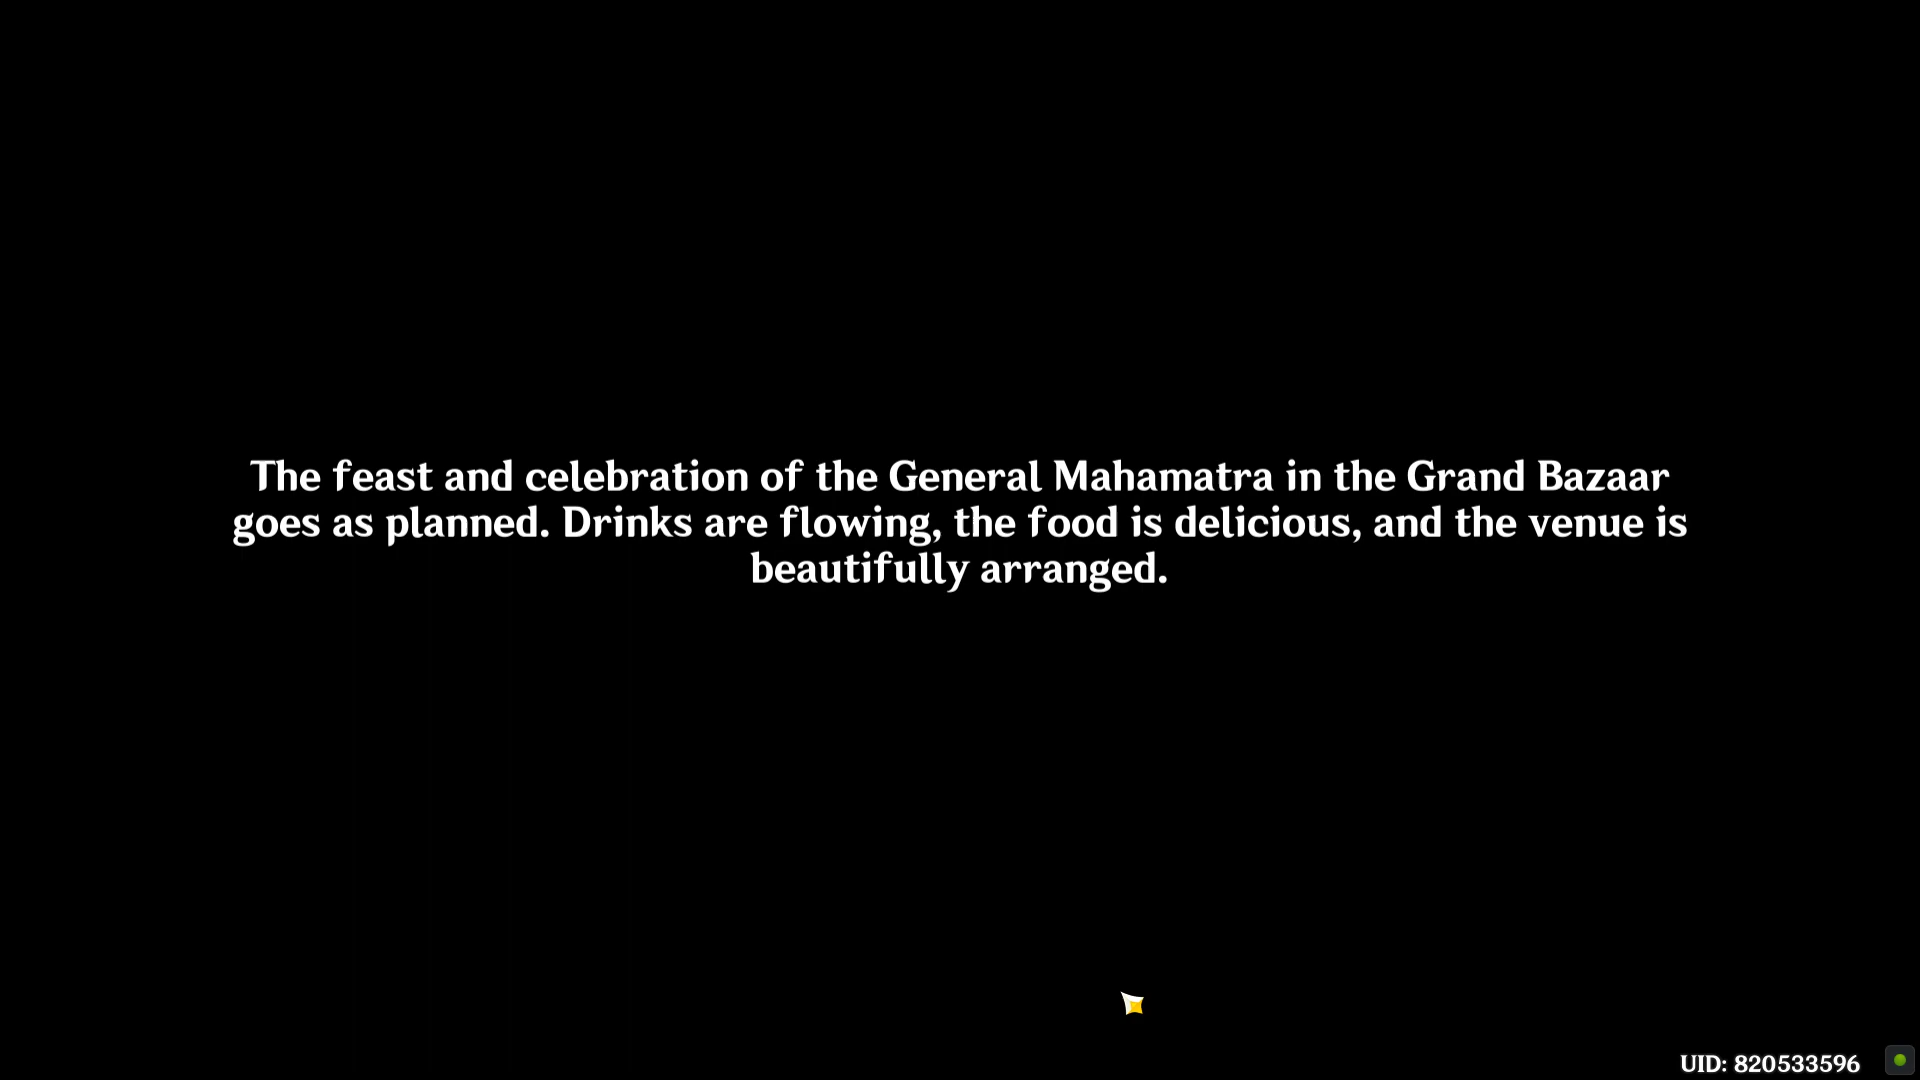 The feast and celebration of the General Mahamatra in the Grand Bazaar
goes as planned. Drinks are flowing, the food is delicious, and the venue is
beautifully arranged.
UID: 820533596